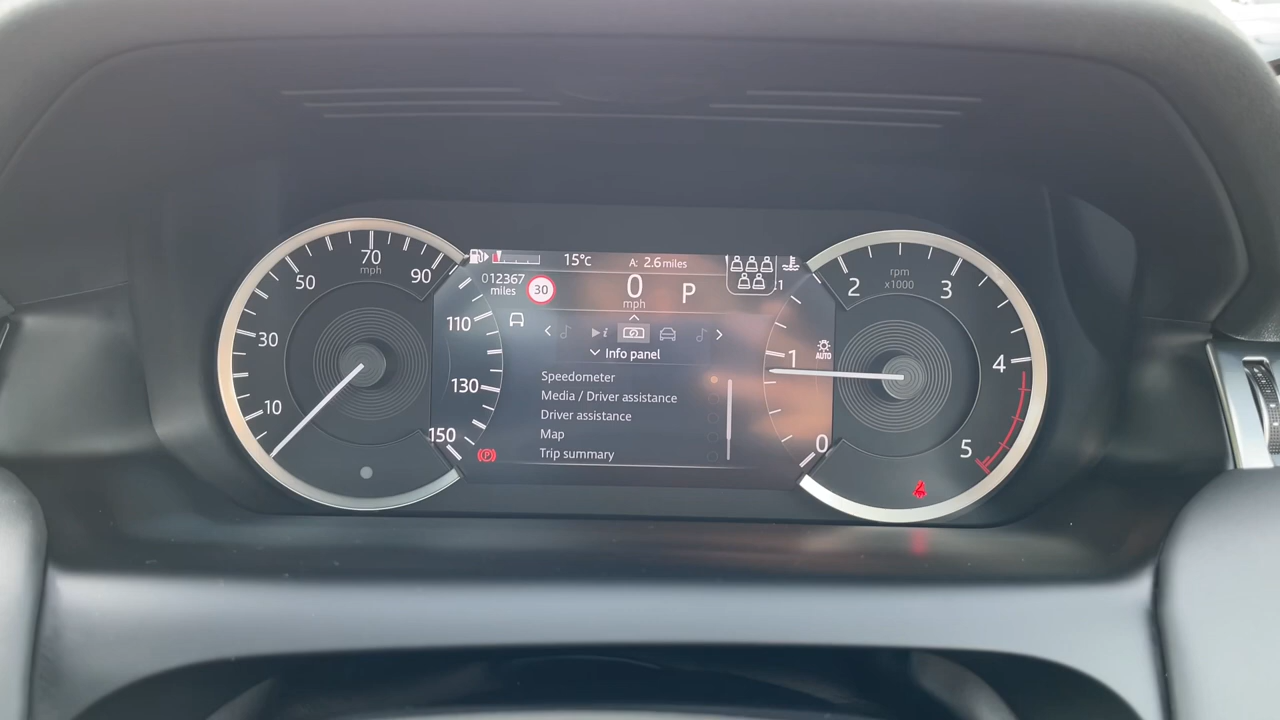 15°C
A: 2.6 miles
012367
miles
30
0
mph
P
70
mph
50
90
30
110
10
130
150
i
Info panel
Speedometer
Media / Driver assistance
Driver assistance
Map
Trip summary
(P)
rpm
x1000
2
3
1
4
AUTO
0
5